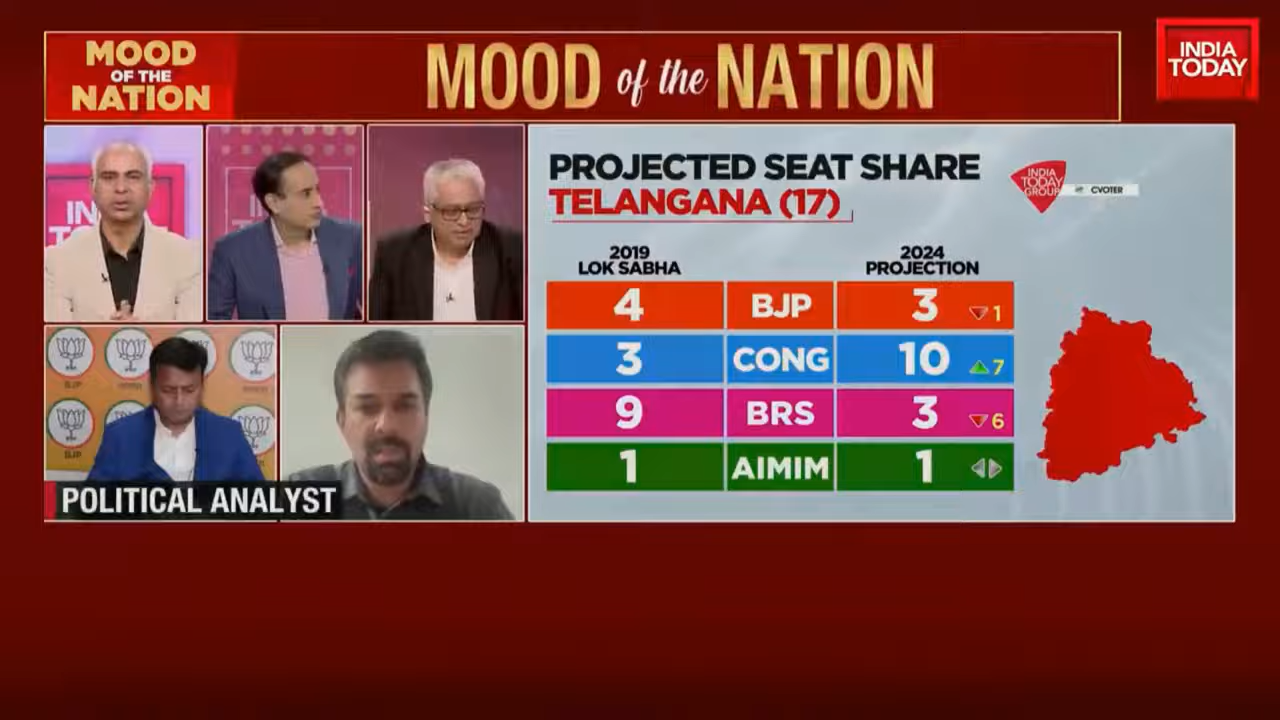 MOOD
OF THE
NATION
MOOD of the NATION
INDIA
TODAY
PROJECTED SEAT SHARE
TELANGANA (17)
INDIA
TODAY
GROUP
CVOTER
2019
LOK SABHA
2024
PROJECTION
4 BJP 3 1
3 CONG 10 7
9 BRS 3 6
1 AIMIM 1
IN
BJP
POLITICAL ANALYST